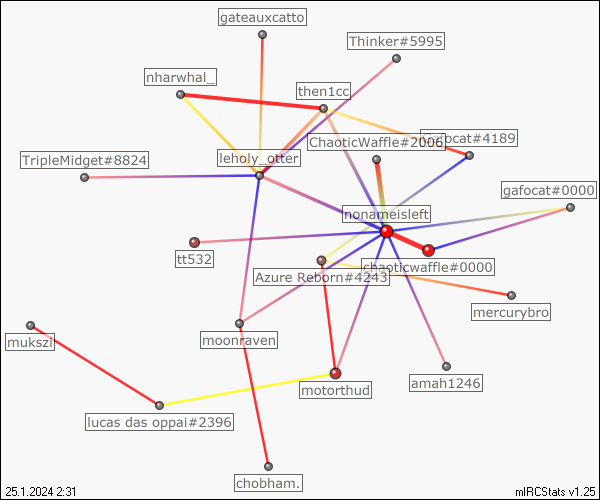 gateauxcatto
Thinker#5995
nharwhal_
then1cc
gafocat#4189
ChaoticWaffle#2006
TripleMidget#8824
leholy_otter
gafocat#0000
nonameisleft
tt532
chaoticwaffle#0000
Azure Reborn#4243
mercurybro
mukszi
moonraven
amah1246
motorthud
lucas das oppai#2396
chobham.
25.1.2024 2:31
mIRCStats v1.25